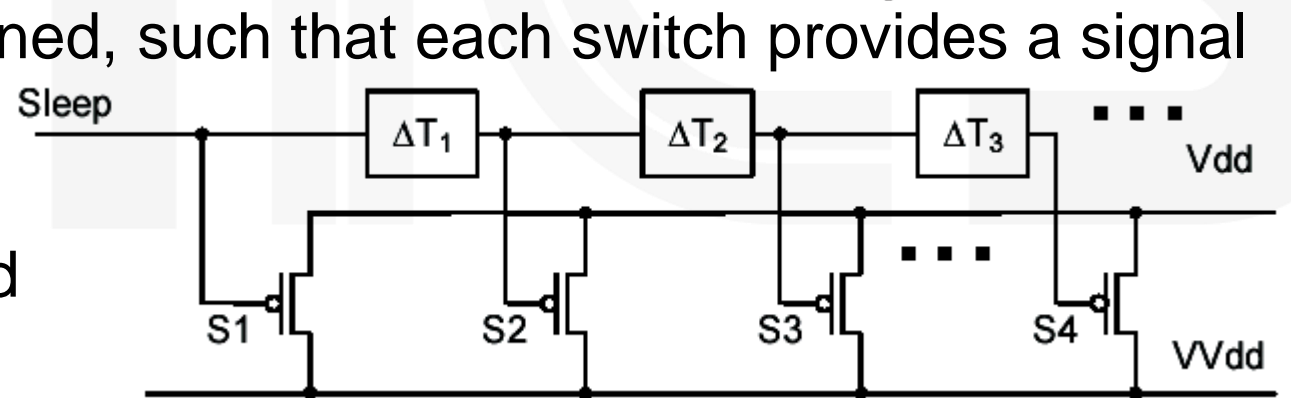 ned, such that each switch provides a signal
Sleep
ΔT₁ ΔT₂ ΔT₃ ...
Vdd
...
d
S1 S2 S3 S4
VVdd